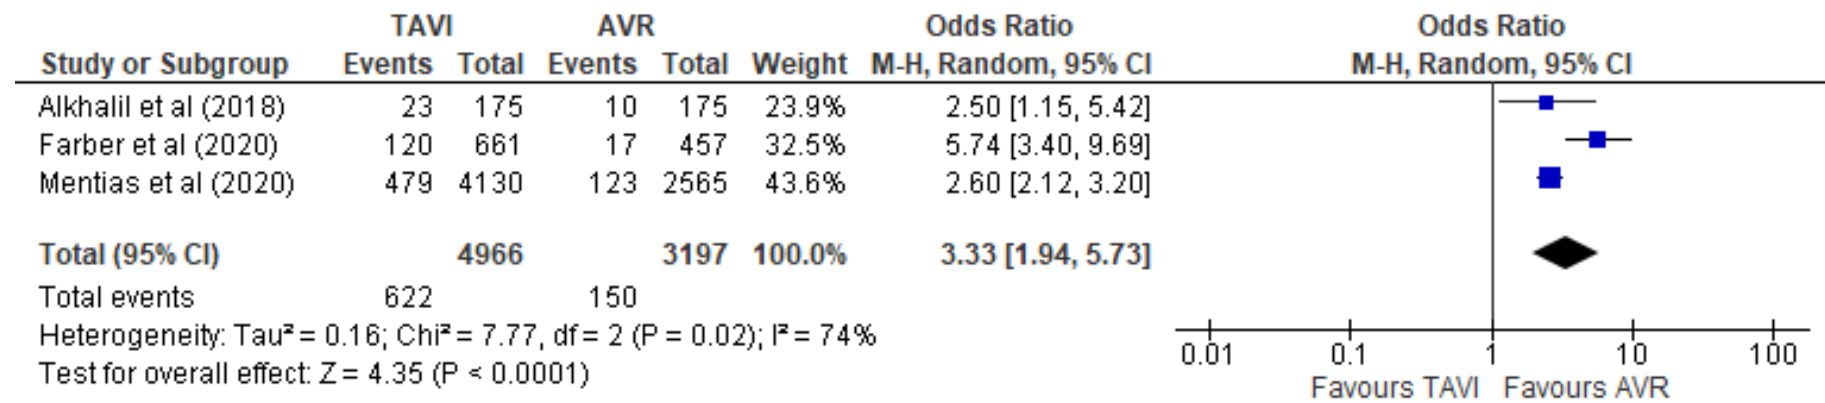 TAVI AVR Odds Ratio Odds Ratio
Study or Subgroup Events Total Events Total Weight M-H, Random, 95% CI M-H, Random, 95% CI
Alkhalil et al (2018) 23 175 10 175 23.9% 2.50 [1.15, 5.42]
Farber et al (2020) 120 661 17 457 32.5% 5.74 [3.40, 9.69]
Mentias et al (2020) 479 4130 123 2565 43.6% 2.60 [2.12, 3.20]
Total (95% CI) 4966 3197 100.0% 3.33 [1.94, 5.73]
Total events 622 150
Heterogeneity: Tau² = 0.16; Chi² = 7.77, df = 2 (P = 0.02); I² = 74%
Test for overall effect: Z = 4.35 (P < 0.0001)
0.01 0.1 1 10 100
Favours TAVI Favours AVR